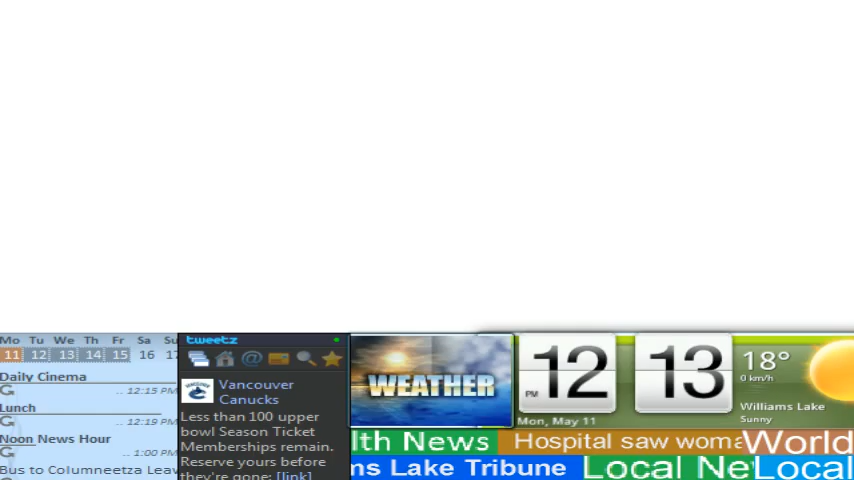 Mo Tu We Th Fr Sa Su
11 12 13 14 15 16 17
Daily Cinema
.. 12:15 PM
Lunch
.. 12:19 PM
Noon News Hour
.. 1:00 PM
Bus to Columneetza Leav
tweetz
@
Vancouver
Canucks
Less than 100 upper
bowl Season Ticket
Memberships remain.
Reserve yours before
they're gone: [link]
WEATHER
PM 12 13
Mon, May 11
18°
0 km/h
Williams Lake
Sunny
lth News Hospital saw woma World
ms Lake Tribune Local Ne Local